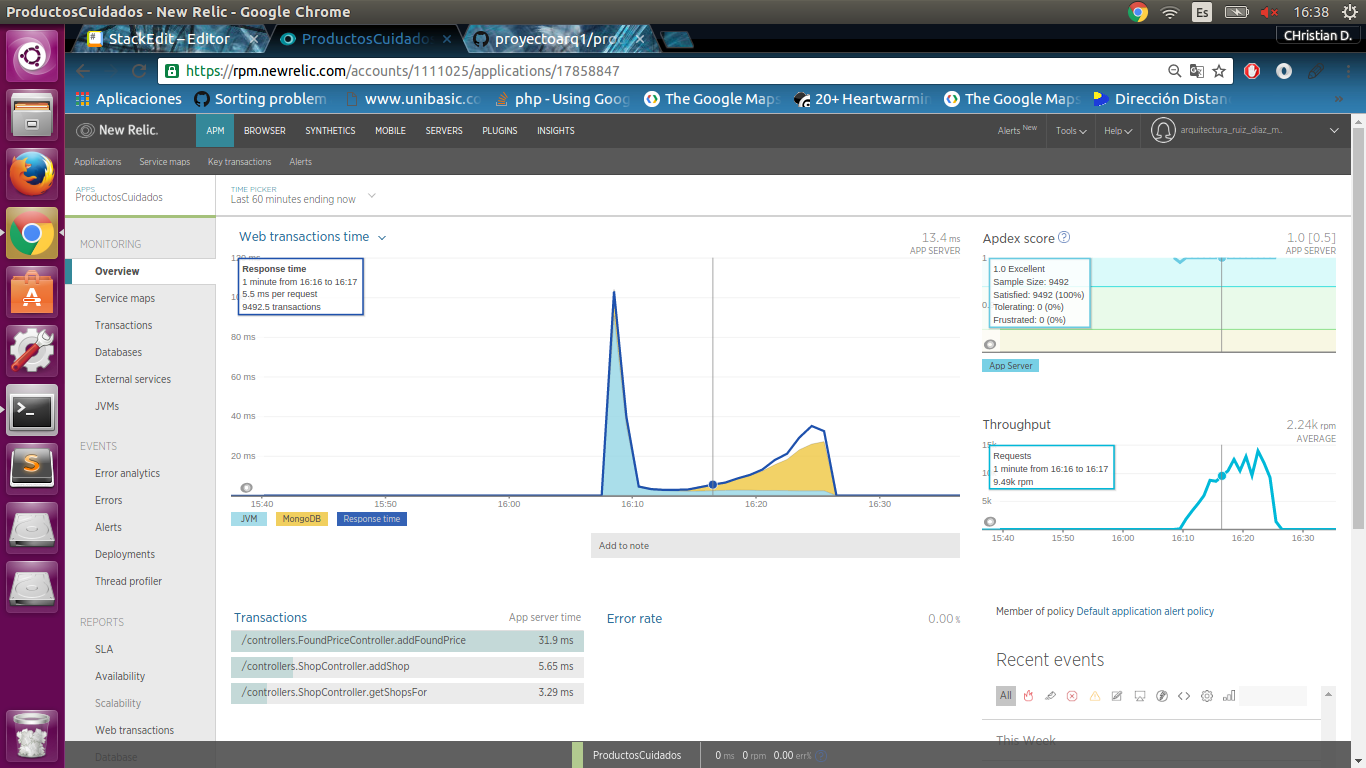 ProductosCuidados - New Relic - Google Chrome
Es
16:38
StackEdit – Editor
ProductosCuidado
proyectoarq1/proc
CHristian D.
https://rpm.newrelic.com/accounts/1111025/applications/17858847
Aplicaciones
Sorting problem
www.unibasic.co
php - Using Goog
The Google Maps
20+ Heartwarmin
The Google Maps
Dirección Distan
»
New Relic.
APM
BROWSER
SYNTHETICS
MOBILE
SERVERS
PLUGINS
INSIGHTS
Alerts New
Tools
Help
arquitectura_ruiz_diaz_m..
Applications
Service maps
Key transactions
Alerts
APPS
ProductosCuidados
TIME PICKER
Last 60 minutes ending now
MONITORING
Overview
Service maps
Transactions
Databases
External services
JVMs
EVENTS
Error analytics
Errors
Alerts
Deployments
Thread profiler
REPORTS
SLA
Availability
Scalability
Web transactions
Database
Web transactions time
13.4 ms
APP SERVER
Response time
1 minute from 16:16 to 16:17
5.5 ms per request
9492.5 transactions
80 ms
60 ms
40 ms
20 ms
15:40
15:50
16:00
16:10
16:20
16:30
JVM
MongoDB
Response time
Add to note
Transactions
App server time
/controllers.FoundPriceController.addFoundPrice
31.9 ms
/controllers.ShopController.addShop
5.65 ms
/controllers.ShopController.getShopsFor
3.29 ms
Error rate
0.00 %
Apdex score ?
1.0 [0.5]
APP SERVER
1
1.0 Excellent
Sample Size: 9492
Satisfied: 9492 (100%)
Tolerating: 0 (0%)
Frustrated: 0 (0%)
App Server
Throughput
2.24k rpm
AVERAGE
Requests
1 minute from 16:16 to 16:17
9.49k rpm
5k
15:40
15:50
16:00
16:10
16:20
16:30
Member of policy Default application alert policy
Recent events
All
This Week
ProductosCuidados
0 ms
0 rpm
0.00 err%